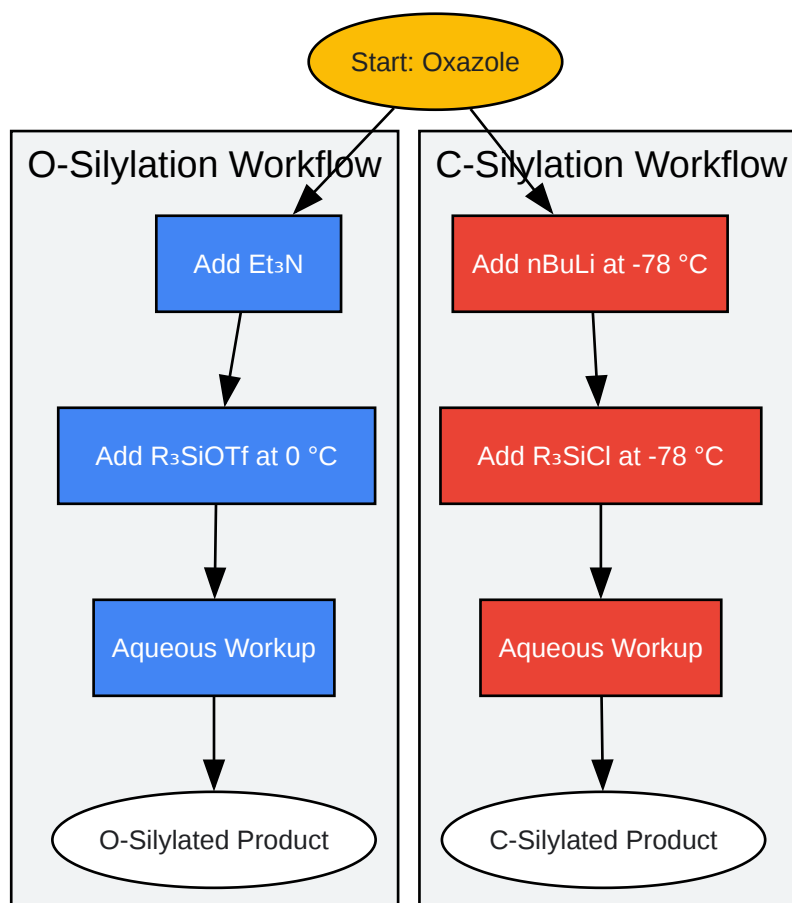 Start: Oxazole
O-Silylation Workflow
Add Et₃N
Add R₃SiOTf at 0 °C
Aqueous Workup
O-Silylated Product
C-Silylation Workflow
Add nBuLi at -78 °C
Add R₃SiCl at -78 °C
Aqueous Workup
C-Silylated Product